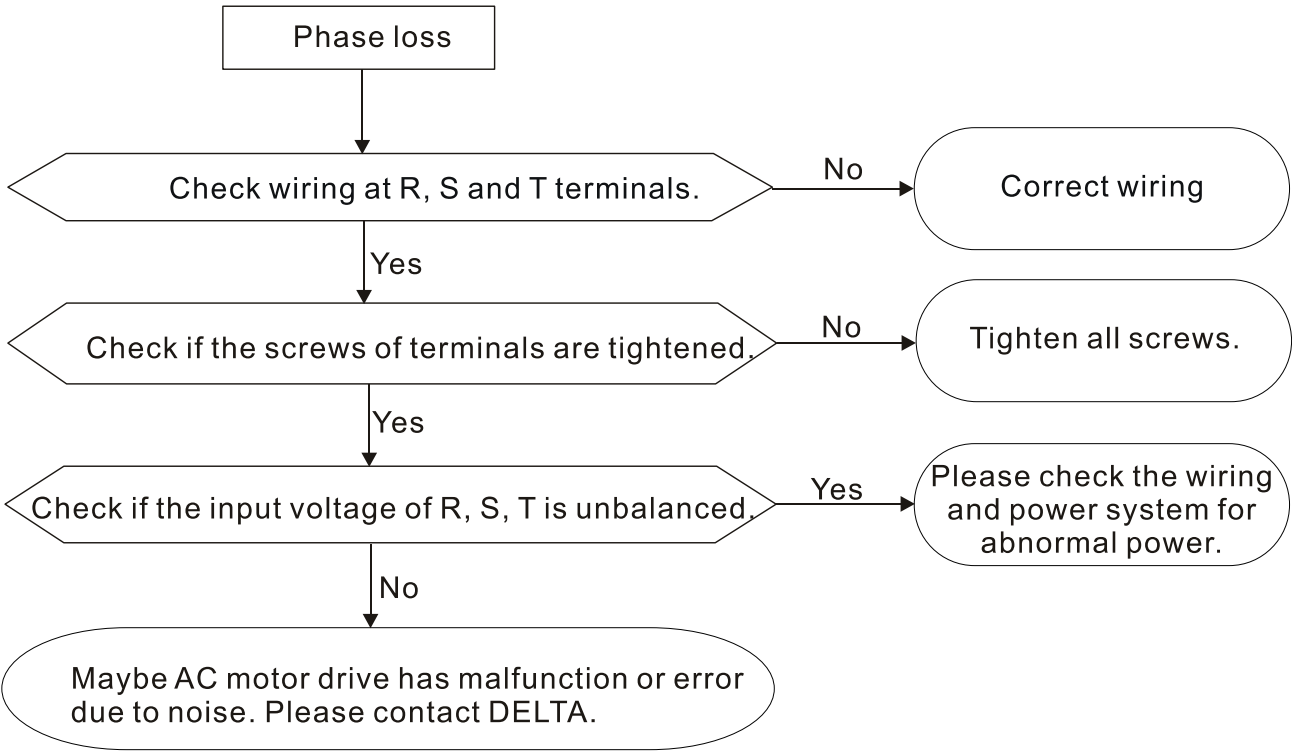 Phase loss
Check wiring at R, S and T terminals.
No
Correct wiring
Yes
Check if the screws of terminals are tightened.
No
Tighten all screws.
Yes
Check if the input voltage of R, S, T is unbalanced.
Yes
Please check the wiring
and power system for
abnormal power.
No
Maybe AC motor drive has malfunction or error
due to noise. Please contact DELTA.